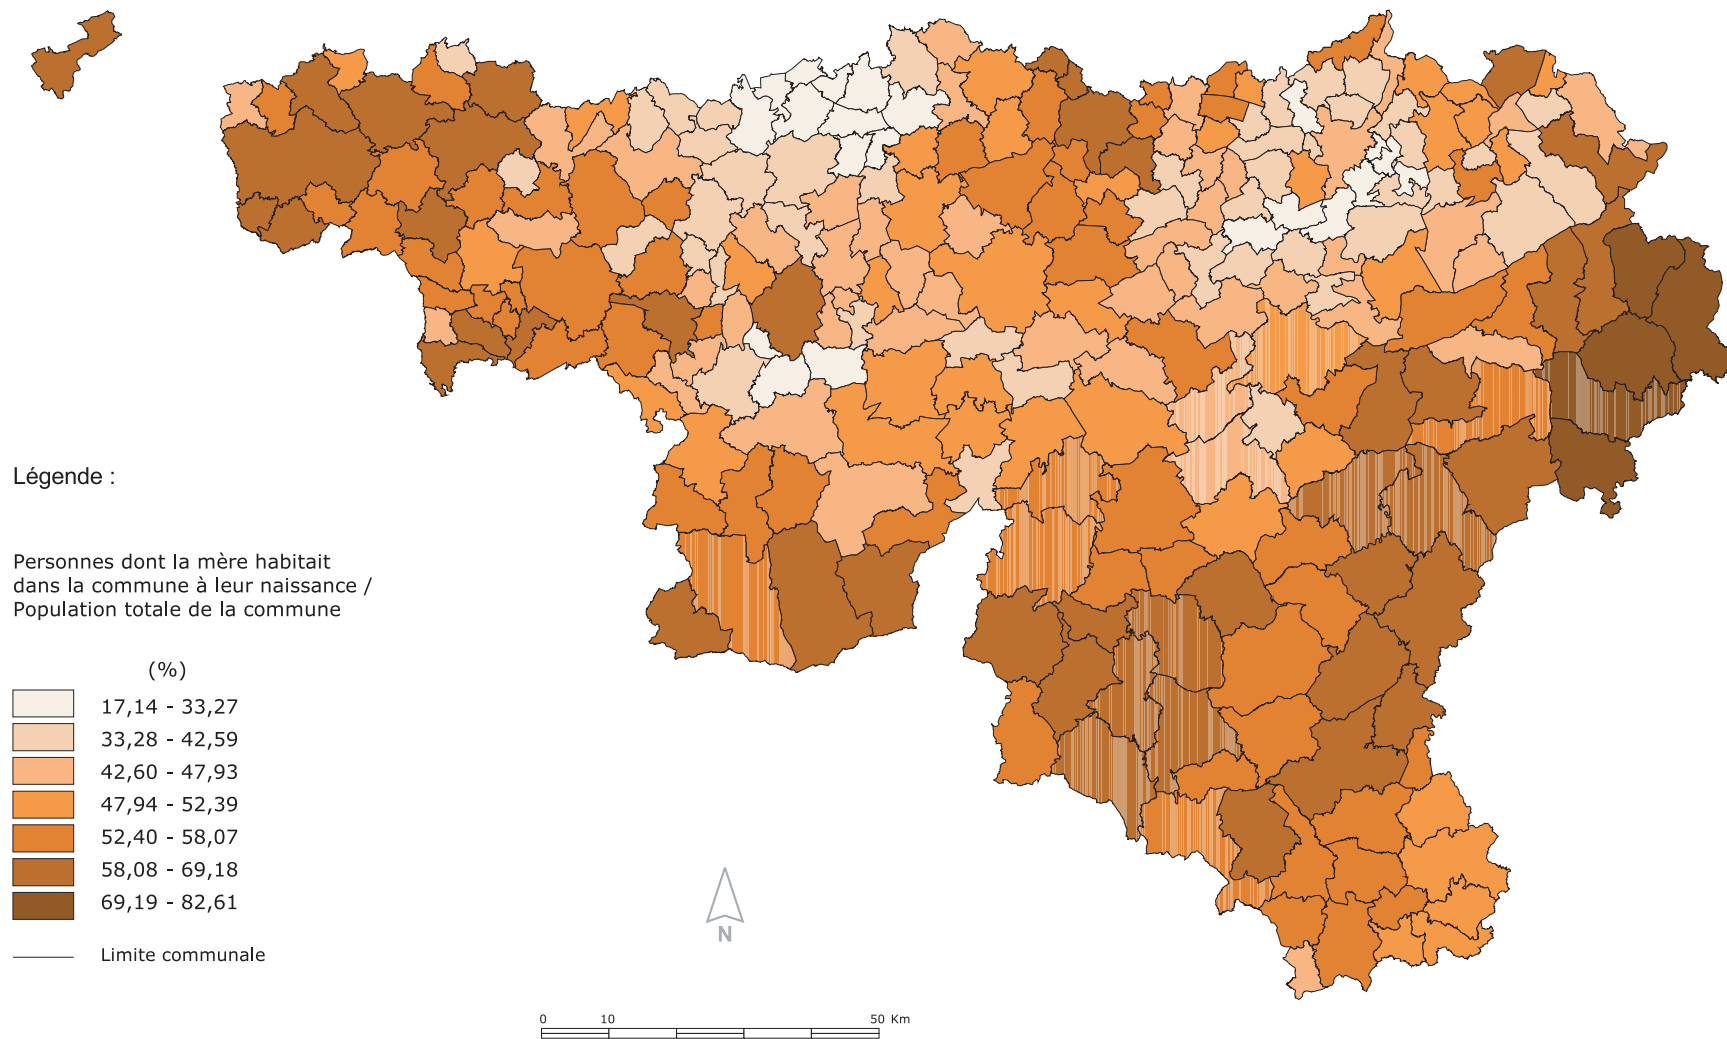 Légende :
Personnes dont la mère habitait
dans la commune à leur naissance /
Population totale de la commune
(%)
17,14 - 33,27
33,28 - 42,59
42,60 - 47,93
47,94 - 52,39
52,40 - 58,07
58,08 - 69,18
69,19 - 82,61
Limite communale
N
0 10 50 Km